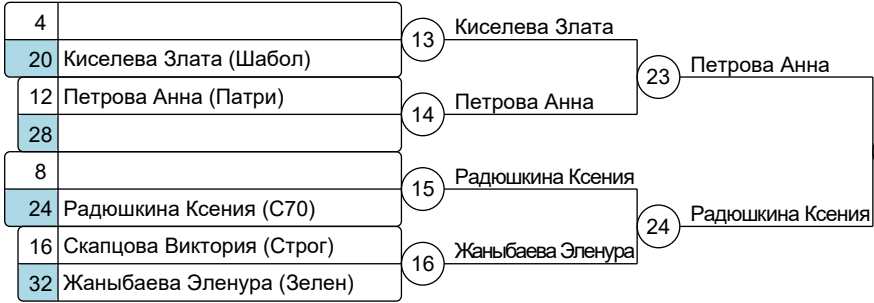 4
20 Киселева Злата (Шабол)
12 Петрова Анна (Патри)
28
8
24 Радюшкина Ксения (С70)
16 Скапцова Виктория (Строг)
32 Жаныбаева Эленура (Зелен)
13
Киселева Злата
14
Петрова Анна
15
Радюшкина Ксения
16
Жаныбаева Эленура
23
Петрова Анна
24
Радюшкина Ксения